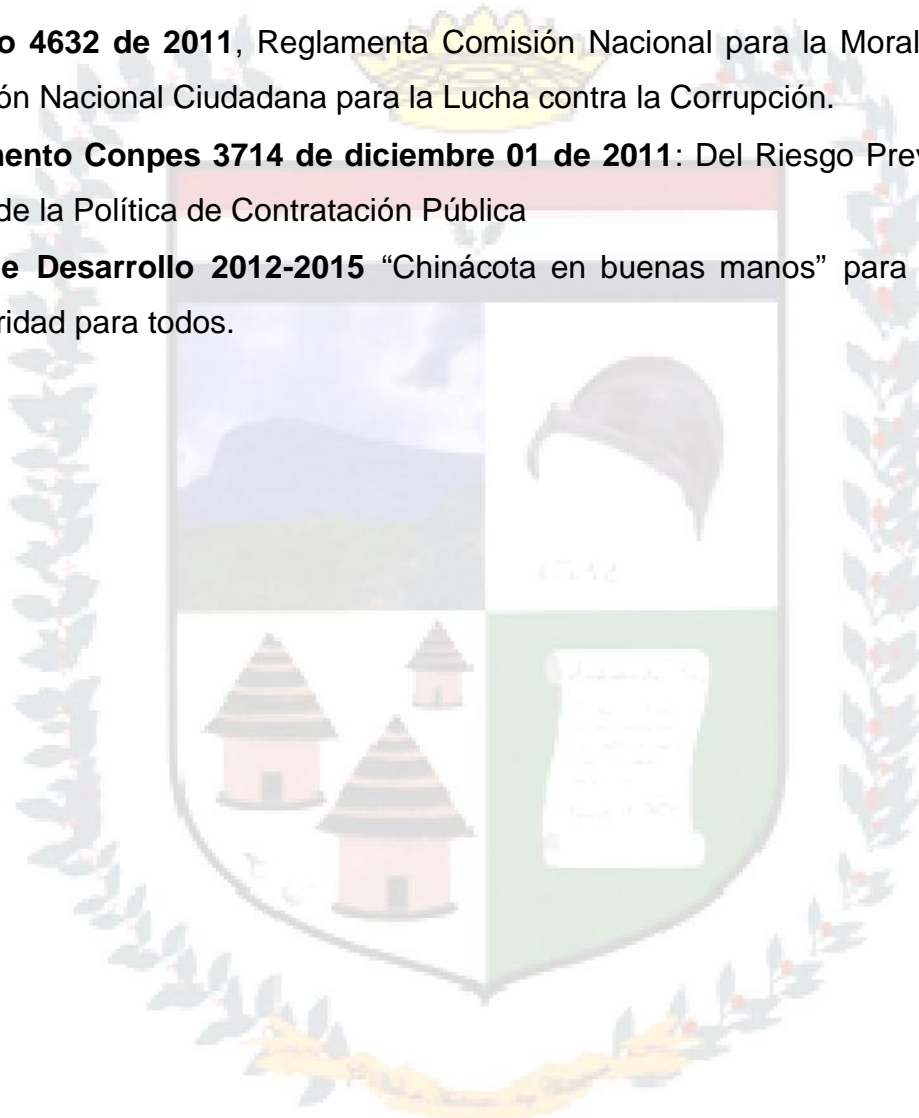 o 4632 de 2011, Reglamenta Comisión Nacional para la Moral
ón Nacional Ciudadana para la Lucha contra la Corrupción.
nento Conpes 3714 de diciembre 01 de 2011: Del Riesgo Prev
de la Política de Contratación Pública
e Desarrollo 2012-2015 “Chinácota en buenas manos” para
ridad para todos.